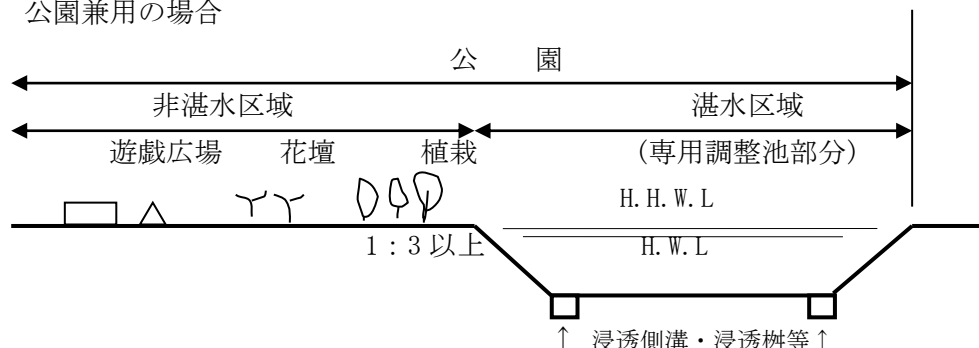 公園兼用の場合
公 園
非湛水区域 湛水区域
遊戯広場 花壇 植栽 (専用調整池部分)
H.H.W.L
1:3以上 H.W.L
↑ 浸透側溝・浸透桝等↑